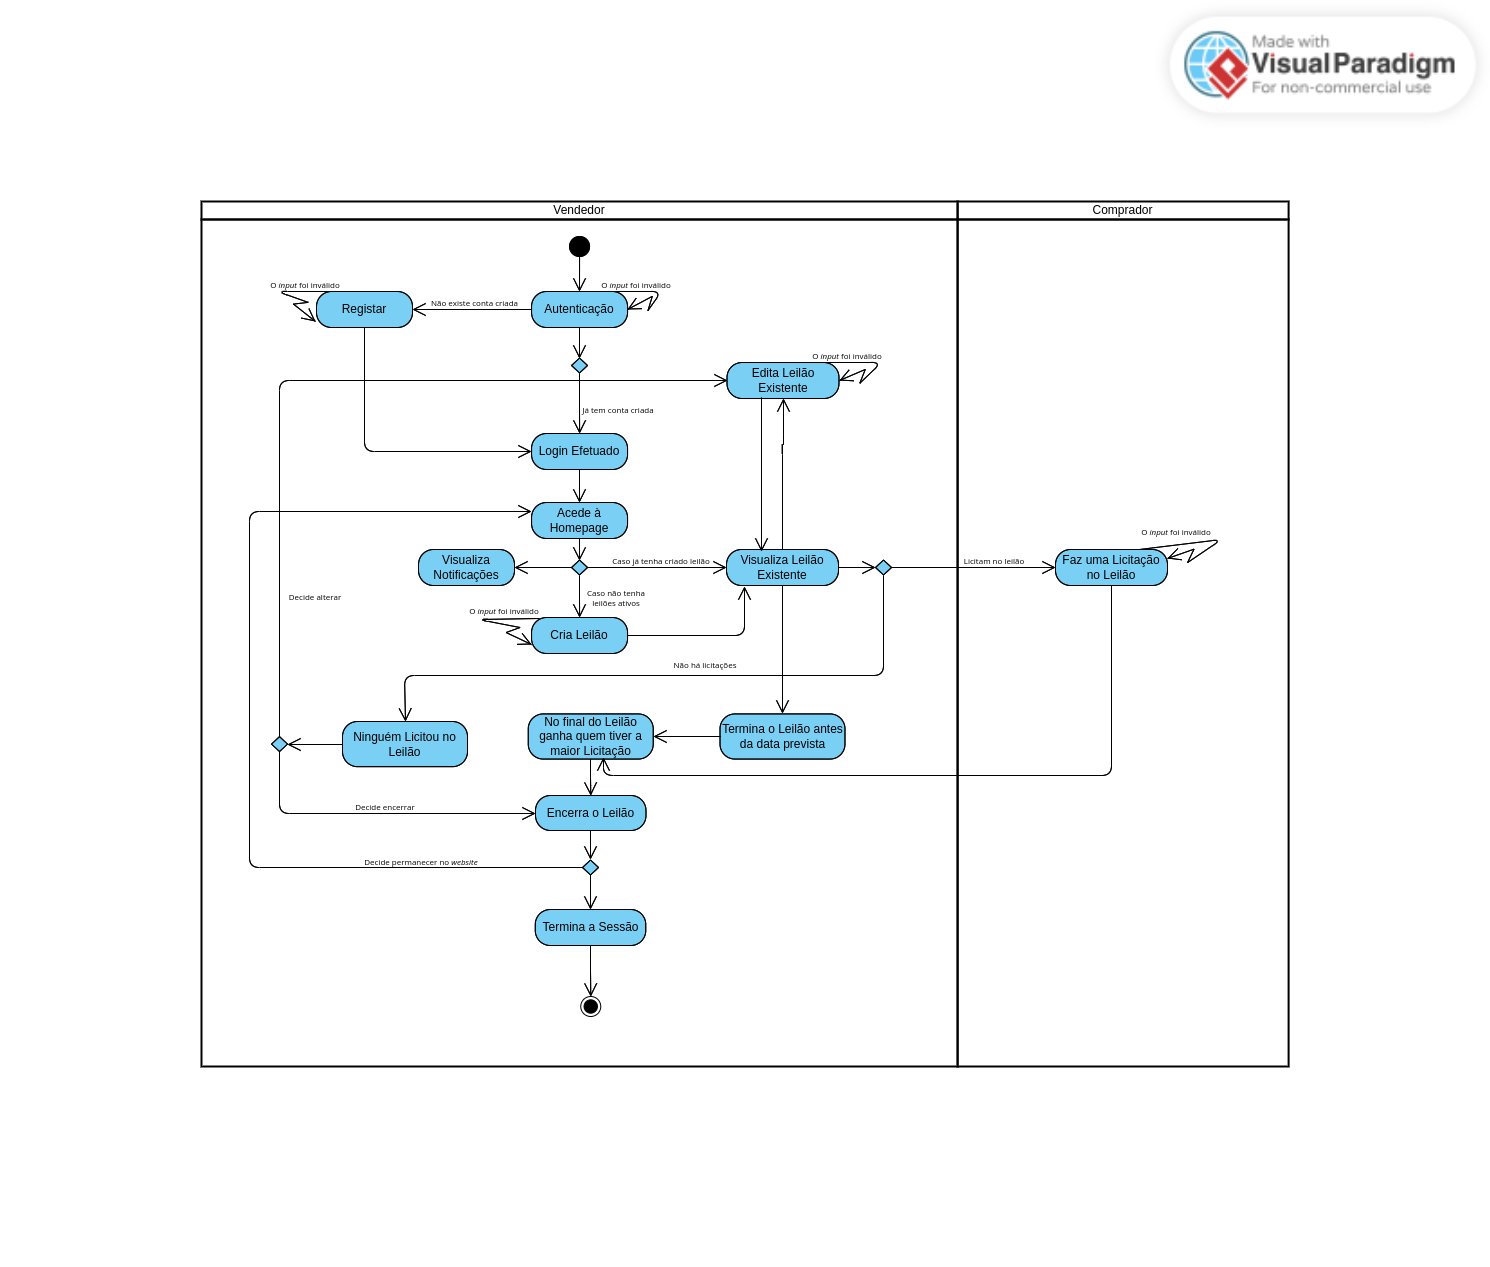 Made with
Visual Paradigm
For non-commercial use
Vendedor
Comprador
O input foi inválido
O input foi inválido
Registar
Não existe conta criada
Autenticação
O input foi inválido
Edita Leilão
Existente
Já tem conta criada
Login Efetuado
Acede à
Homepage
O input foi inválido
Visualiza
Notificações
Caso já tenha criado leilão
Visualiza Leilão
Existente
Licitam no leilão
Faz uma Licitação
no Leilão
Decide alterar
Caso não tenha
leilões ativos
O input foi inválido
Cria Leilão
Não há licitações
Ninguém Licitou no
Leilão
No final do Leilão
ganha quem tiver a
maior Licitação
Termina o Leilão antes
da data prevista
Decide encerrar
Encerra o Leilão
Decide permanecer no website
Termina a Sessão